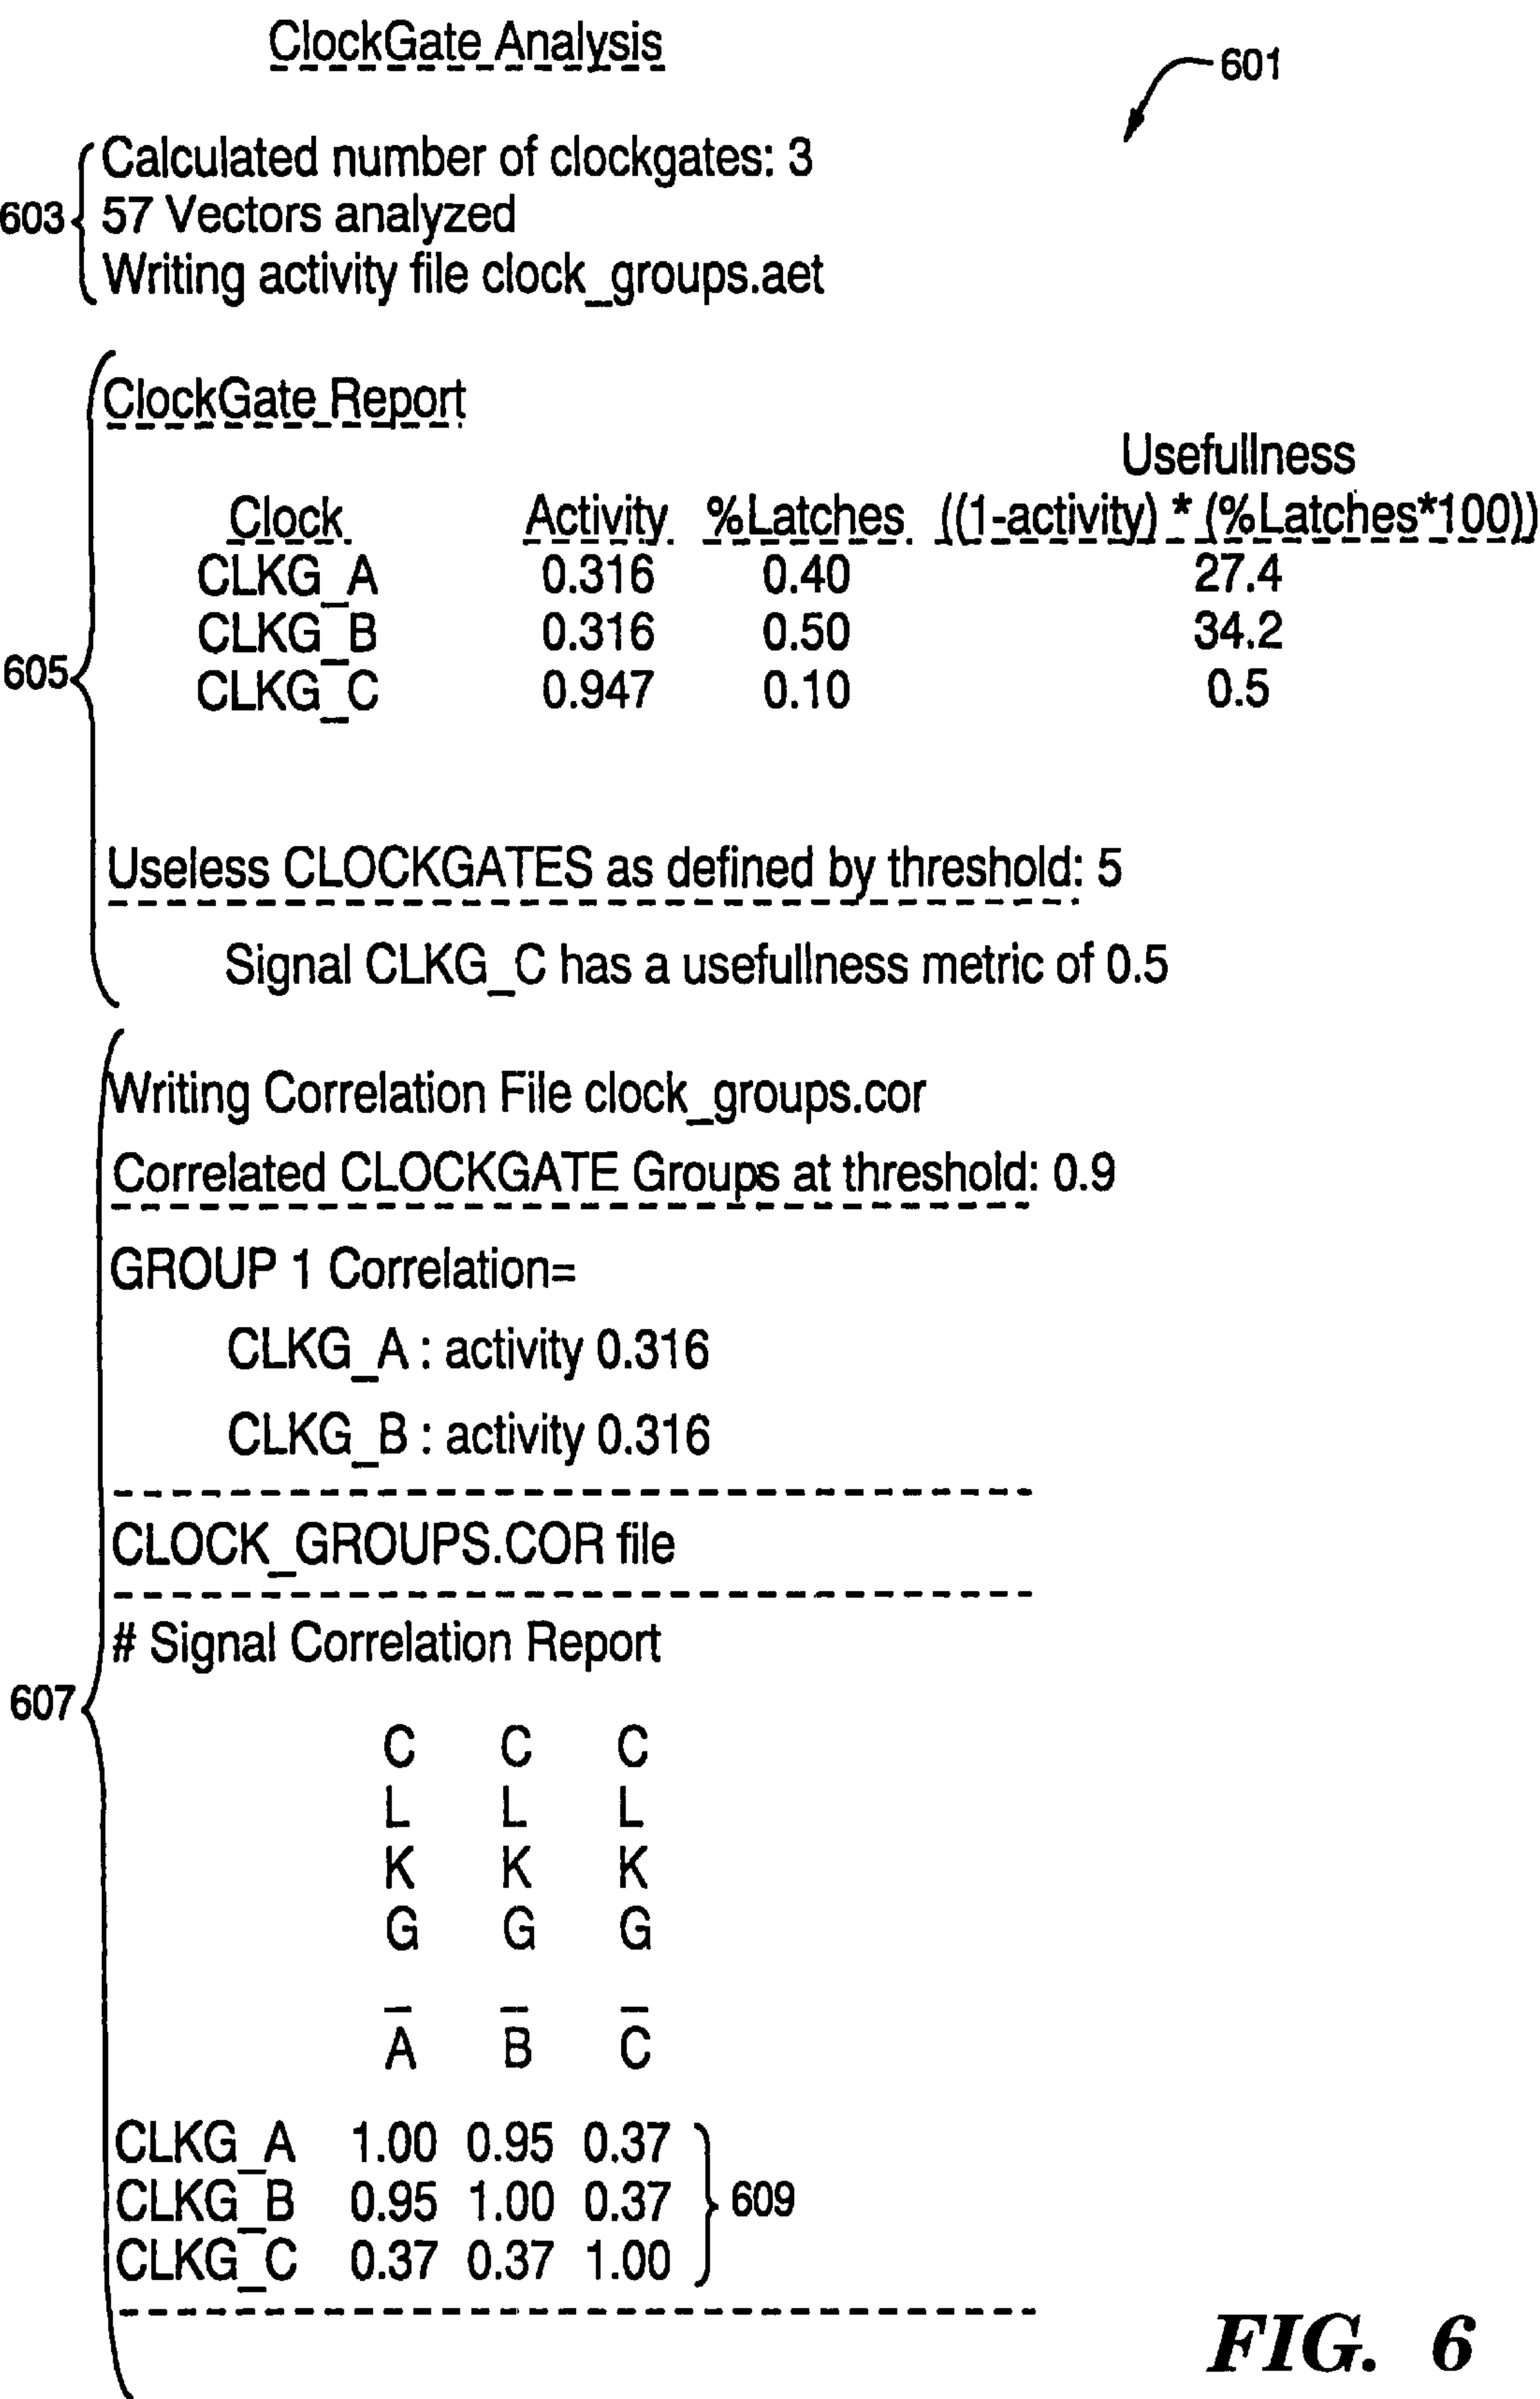 ClockGate Analysis
601
Calculated number of clockgates: 3
603 57 Vectors analyzed
Writing activity file clock_groups.aet
ClockGate Report
Usefullness
Clock Activity %Latches ((1-activity) * (%Latches*100))
CLKG_A 0.316 0.40 27.4
CLKG_B 0.316 0.50 34.2
605 CLKG_C 0.947 0.10 0.5
Useless CLOCKGATES as defined by threshold: 5
Signal CLKG_C has a usefullness metric of 0.5
Writing Correlation File clock_groups.cor
Correlated CLOCKGATE Groups at threshold: 0.9
GROUP 1 Correlation=
CLKG_A : activity 0.316
CLKG_B : activity 0.316
CLOCK_GROUPS.COR file
# Signal Correlation Report
607
C C C
L L L
K K K
G G G
_ _ _
A B C
CLKG_A 1.00 0.95 0.37
CLKG_B 0.95 1.00 0.37 609
CLKG_C 0.37 0.37 1.00
FIG. 6